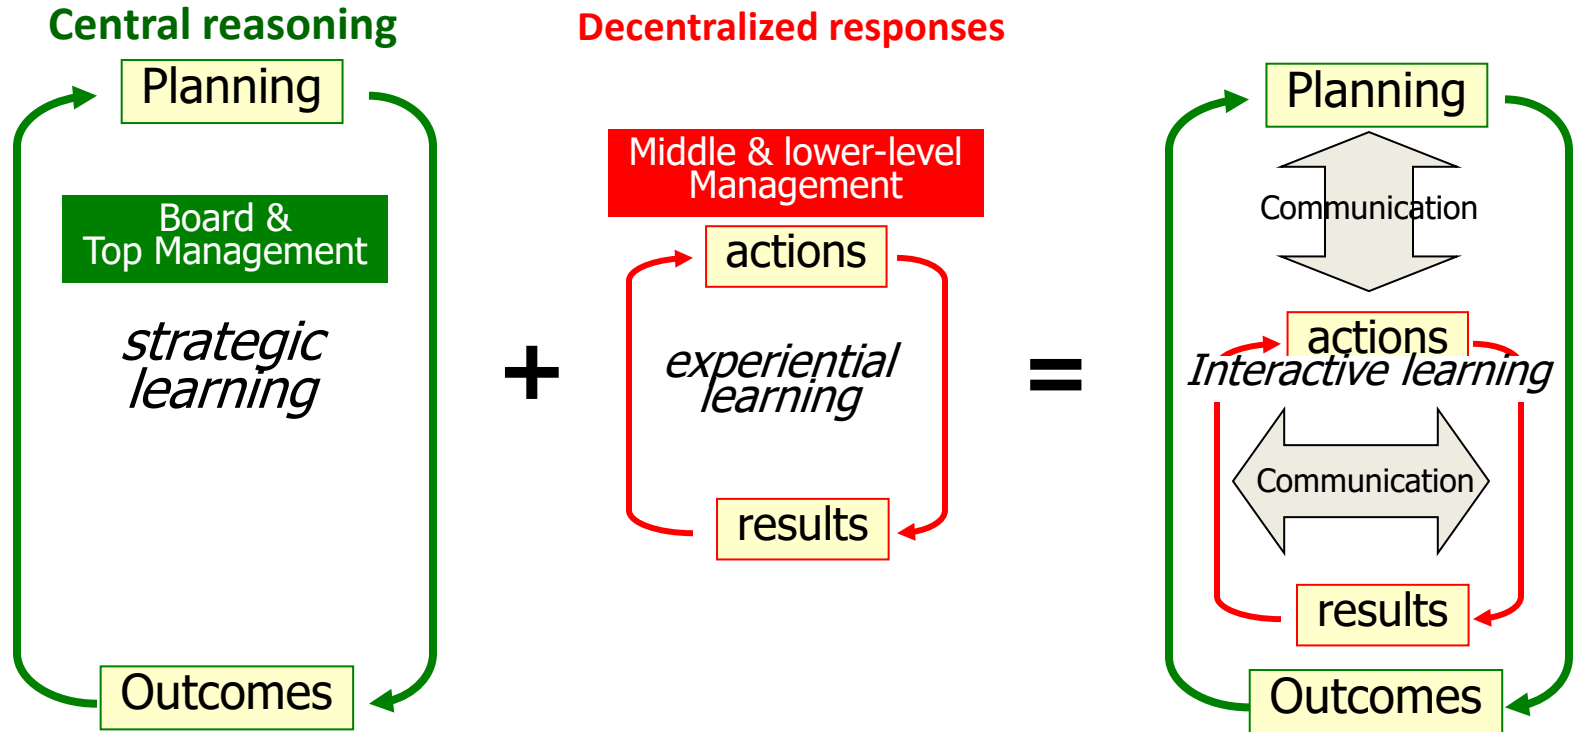 Central reasoning
Planning
Board &
Top Management
strategic
learning
Outcomes
+
Decentralized responses
Middle & lower-level
Management
actions
experiential
learning
results
=
Planning
Communication
actions
Interactive learning
Communication
results
Outcomes